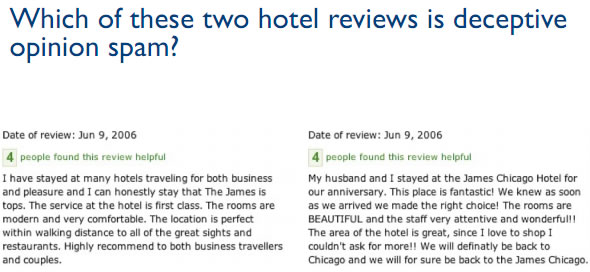 Which of these two hotel reviews is deceptive
opinion spam?
Date of review: Jun 9, 2006
4 people found this review helpful
I have stayed at many hotels traveling for both business
and pleasure and I can honestly stay that The James is
tops. The service at the hotel is first class. The rooms are
modern and very comfortable. The location is perfect
within walking distance to all of the great sights and
restaurants. Highly recommend to both business travellers
and couples.
Date of review: Jun 9, 2006
4 people found this review helpful
My husband and I stayed at the James Chicago Hotel for
our anniversary. This place is fantastic! We knew as soon
as we arrived we made the right choice! The rooms are
BEAUTIFUL and the staff very attentive and wonderful!!
The area of the hotel is great, since I love to shop I
couldn't ask for more!! We will definatly be back to
Chicago and we will for sure be back to the James Chicago.